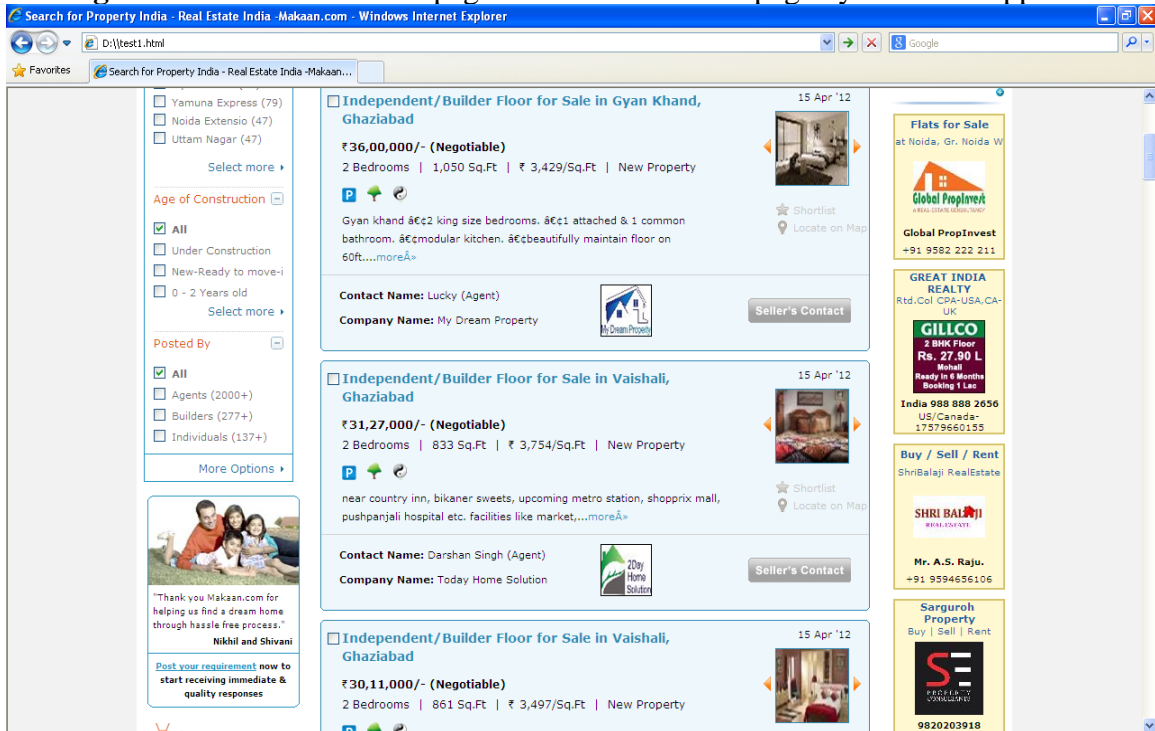 Search for Property India - Real Estate India -Makaan.com - Windows Internet Explorer
D:\\test1.html
Google
Favorites
Search for Property India - Real Estate India -Makaan...
Yamuna Express (79)
Noida Extensio (47)
Uttam Nagar (47)
Select more
Age of Construction
All
Under Construction
New-Ready to move-i
0 - 2 Years old
Select more
Posted By
All
Agents (2000+)
Builders (277+)
Individuals (137+)
More Options
"Thank you Makaan.com for
helping us find a dream home
through hassle free process."
Nikhil and Shivani
Post your requirement now to
start receiving immediate &
quality responses
Independent/Builder Floor for Sale in Gyan Khand,
Ghaziabad
15 Apr '12
₹36,00,000/- (Negotiable)
2 Bedrooms | 1,050 Sq.Ft | ₹ 3,429/Sq.Ft | New Property
P
Shortlist
Locate on Map
Gyan khand â€¢2 king size bedrooms. â€¢1 attached & 1 common
bathroom. â€¢modular kitchen. â€¢beautifully maintain floor on
60ft....moreÂ»
Contact Name: Lucky (Agent)
Company Name: My Dream Property
My Dream Property
Seller's Contact
Independent/Builder Floor for Sale in Vaishali,
Ghaziabad
15 Apr '12
₹31,27,000/- (Negotiable)
2 Bedrooms | 833 Sq.Ft | ₹ 3,754/Sq.Ft | New Property
P
Shortlist
Locate on Map
near country inn, bikaner sweets, upcoming metro station, shopprix mall,
pushpanjali hospital etc. facilities like market,...moreÂ»
Contact Name: Darshan Singh (Agent)
Company Name: Today Home Solution
2Day
Home
Solution
Seller's Contact
Independent/Builder Floor for Sale in Vaishali,
Ghaziabad
15 Apr '12
₹30,11,000/- (Negotiable)
2 Bedrooms | 861 Sq.Ft | ₹ 3,497/Sq.Ft | New Property
Flats for Sale
at Noida, Gr. Noida W
Global PropInvest
A REAL-ESTATE CONSULTANCY
Global PropInvest
+91 9582 222 211
GREAT INDIA
REALTY
Rtd.Col CPA-USA,CA-
UK
GILLCO
2 BHK Floor
Rs. 27.90 L
Mohali
Ready in 6 Months
Booking 1 Lac
India 988 888 2656
US/Canada-
17579660155
Buy / Sell / Rent
ShriBalaji RealEstate
SHRI BALAJI
REAL ESTATE
Mr. A.S. Raju.
+91 9594656106
Sarguroh
Property
Buy | Sell | Rent
SE
PROPERTY
CONSULTANTS
9820203918